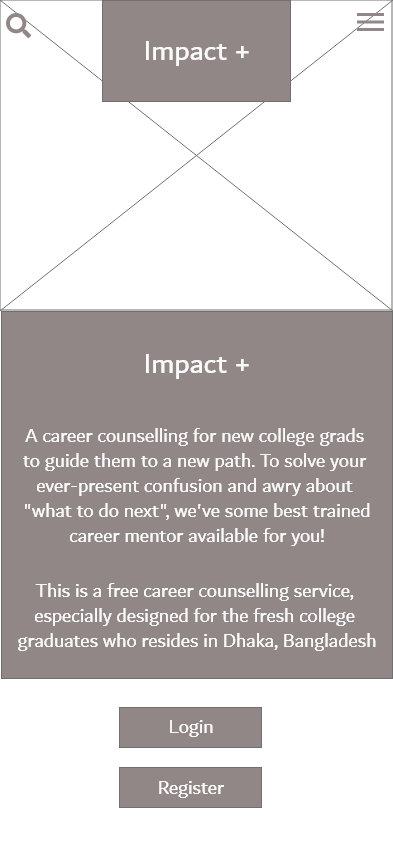 Impact +
Impact +
A career counselling for new college grads
to guide them to a new path. To solve your
ever-present confusion and awry about
"what to do next", we've some best trained
career mentor available for you!
This is a free career counselling service,
especially designed for the fresh college
graduates who resides in Dhaka, Bangladesh
Login
Register